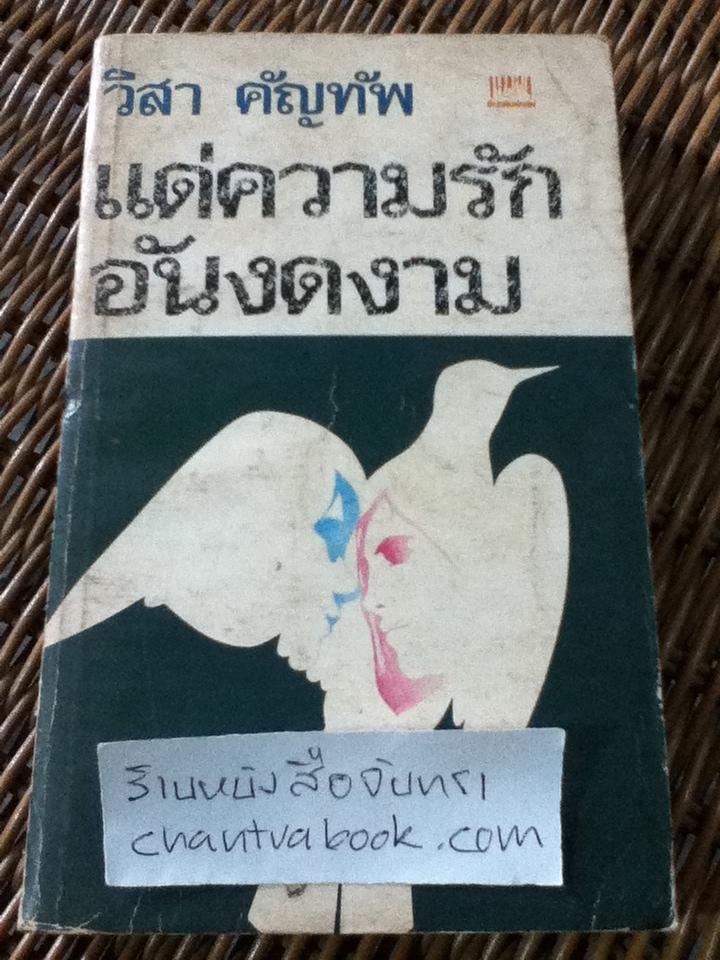 วิสา คัญทัพ
แด่ความรัก
อันงดงาม
ร้านหนังสือจันทรา
chantrabook.com